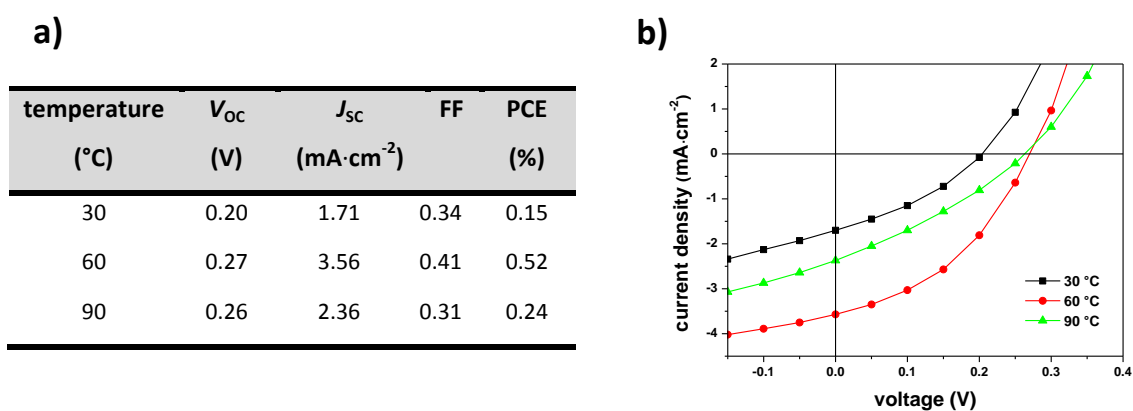 a)
temperature V_OC J_SC FF PCE
(°C) (V) (mA·cm⁻²) (%)
30 0.20 1.71 0.34 0.15
60 0.27 3.56 0.41 0.52
90 0.26 2.36 0.31 0.24
b)
current density (mA·cm⁻²)
2
1
0
-1
-2
-3
-4
30 °C
60 °C
90 °C
-0.1 0.0 0.1 0.2 0.3 0.4
voltage (V)